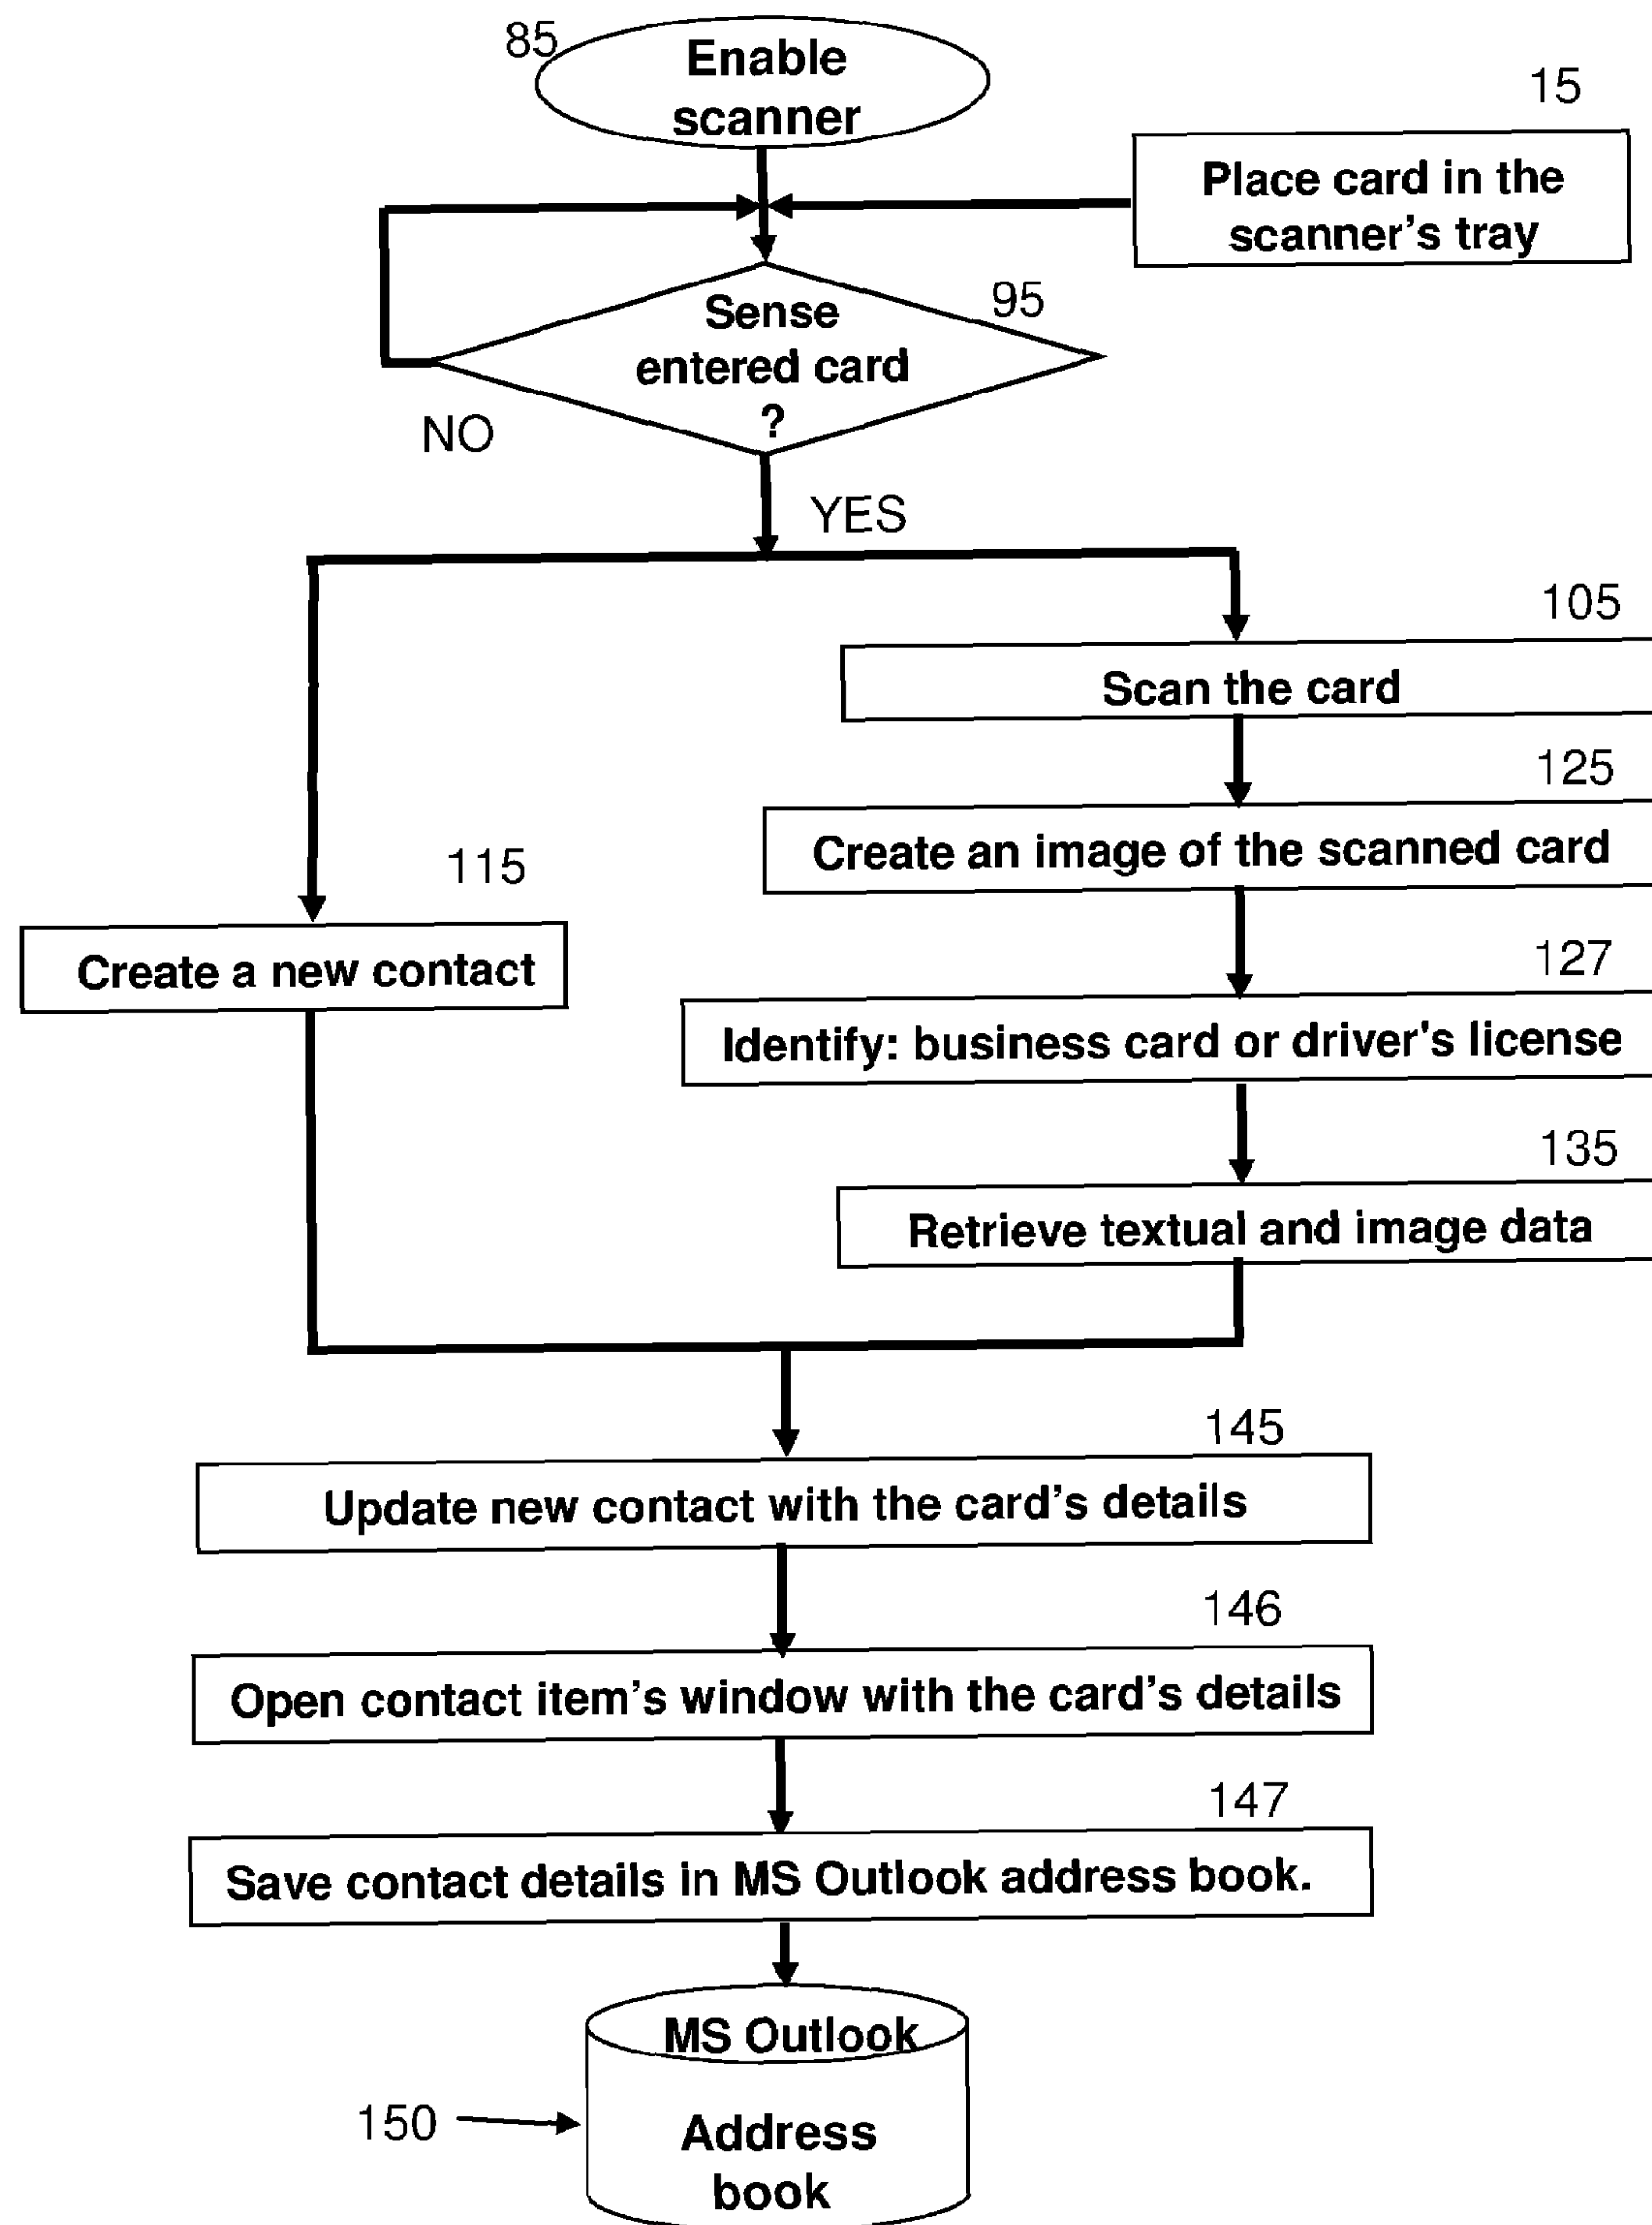 85
Enable
scanner
15
Place card in the
scanner's tray
95
Sense
entered card
?
NO
YES
105
Scan the card
125
Create an image of the scanned card
115
Create a new contact
127
Identify: business card or driver's license
135
Retrieve textual and image data
145
Update new contact with the card's details
146
Open contact item's window with the card's details
147
Save contact details in MS Outlook address book.
MS Outlook
150
Address
book